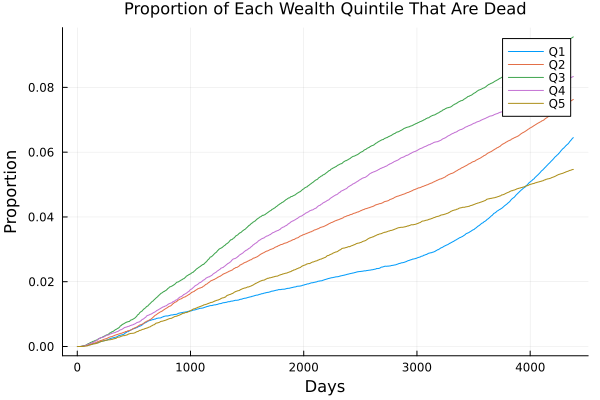 Proportion of Each Wealth Quintile That Are Dead
Q1
Q2
Q3
Q4
Q5
0.08
0.06
0.04
0.02
0.00
Proportion
0 1000 2000 3000 4000
Days